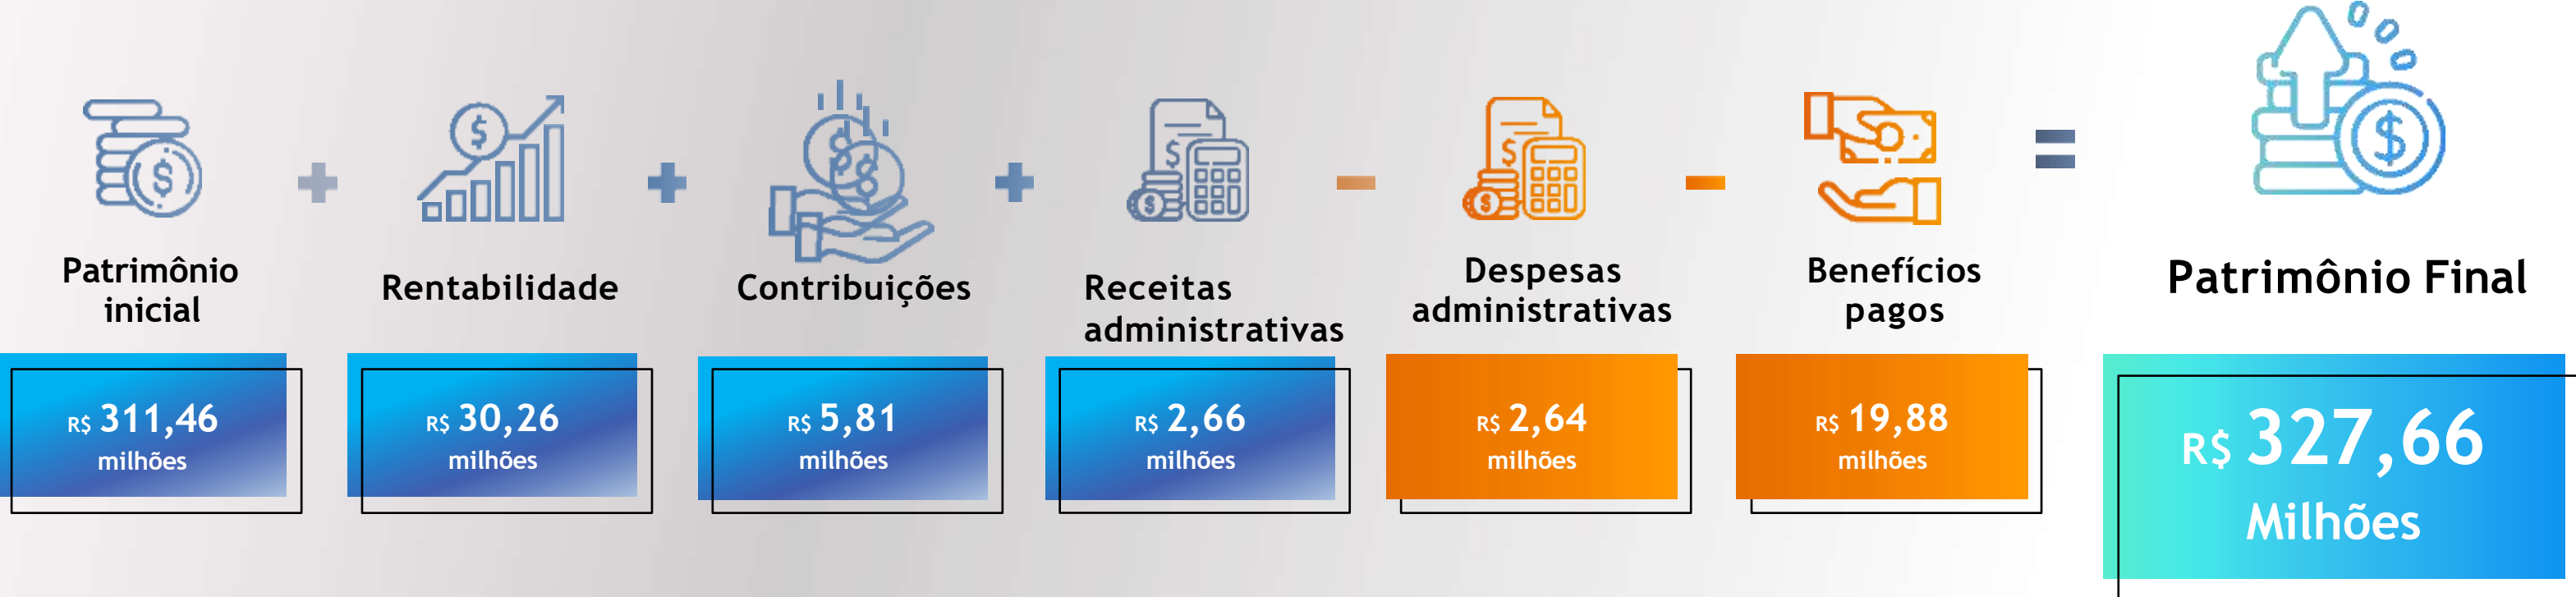 Patrimônio
inicial
R$ 311,46
milhões
Rentabilidade
R$ 30,26
milhões
Contribuições
R$ 5,81
milhões
Receitas
administrativas
R$ 2,66
milhões
Despesas
administrativas
R$ 2,64
milhões
Benefícios
pagos
R$ 19,88
milhões
Patrimônio Final
R$ 327,66
Milhões